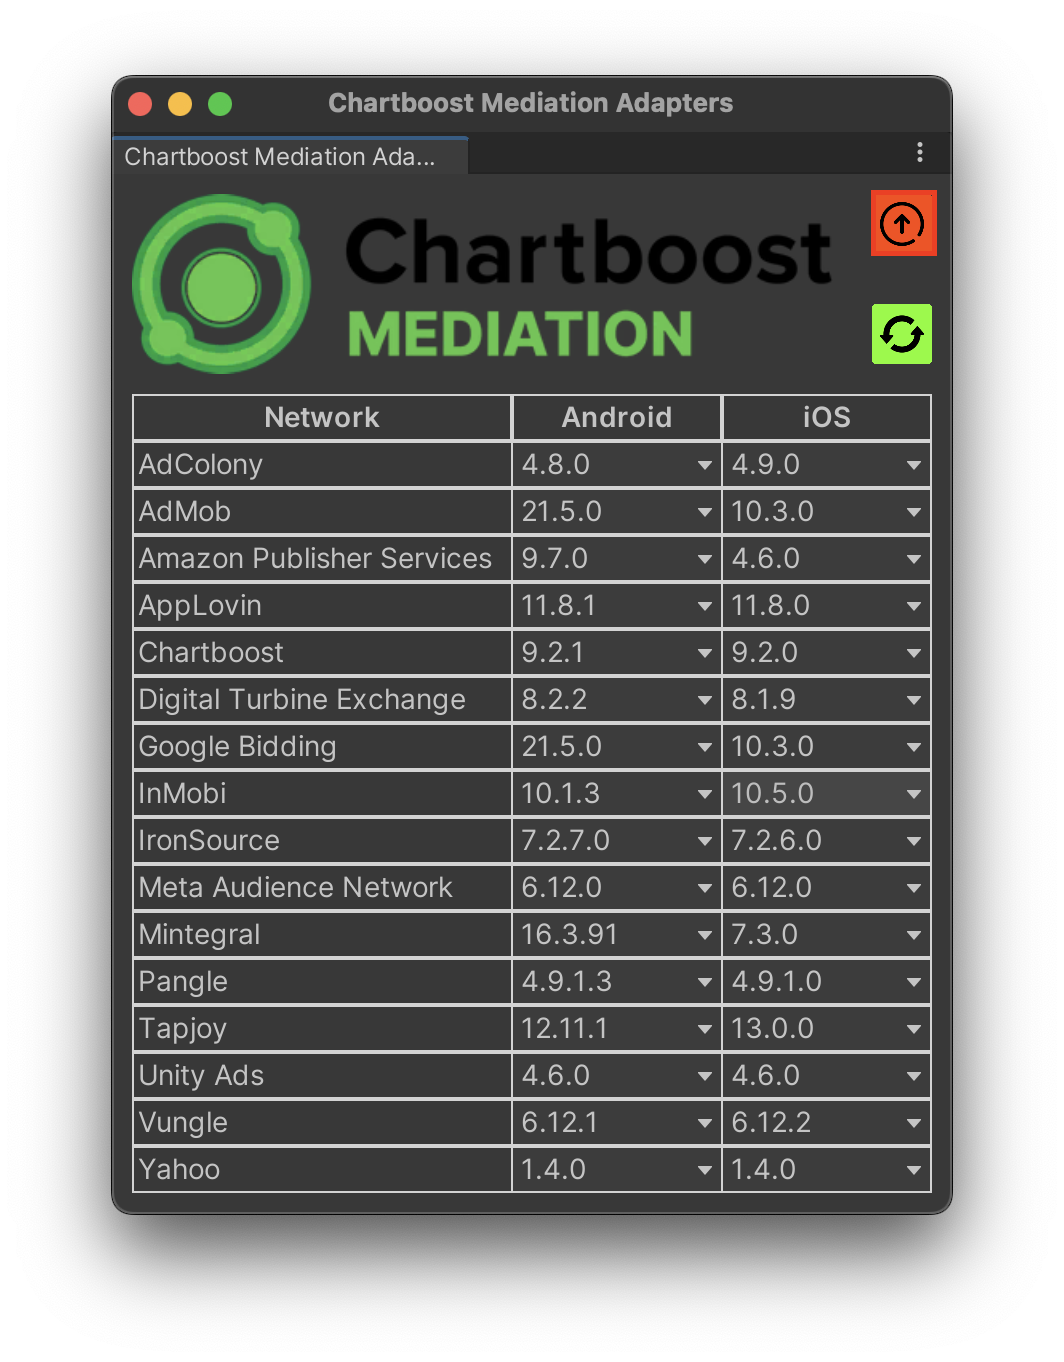 Chartboost Mediation Adapters
Chartboost Mediation Ada...
Chartboost
MEDIATION
Network Android iOS
AdColony 4.8.0 4.9.0
AdMob 21.5.0 10.3.0
Amazon Publisher Services 9.7.0 4.6.0
AppLovin 11.8.1 11.8.0
Chartboost 9.2.1 9.2.0
Digital Turbine Exchange 8.2.2 8.1.9
Google Bidding 21.5.0 10.3.0
InMobi 10.1.3 10.5.0
IronSource 7.2.7.0 7.2.6.0
Meta Audience Network 6.12.0 6.12.0
Mintegral 16.3.91 7.3.0
Pangle 4.9.1.3 4.9.1.0
Tapjoy 12.11.1 13.0.0
Unity Ads 4.6.0 4.6.0
Vungle 6.12.1 6.12.2
Yahoo 1.4.0 1.4.0